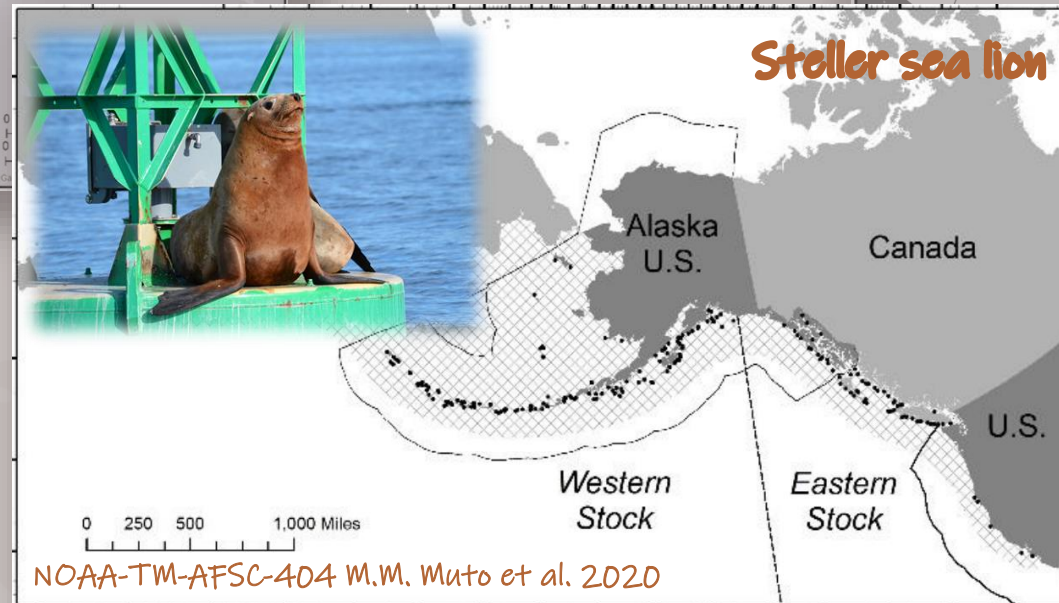 Steller sea lion
Alaska
U.S.
Canada
U.S.
Western
Stock
Eastern
Stock
0 250 500 1,000 Miles
NOAA-TM-AFSC-404 M.M. Muto et al. 2020